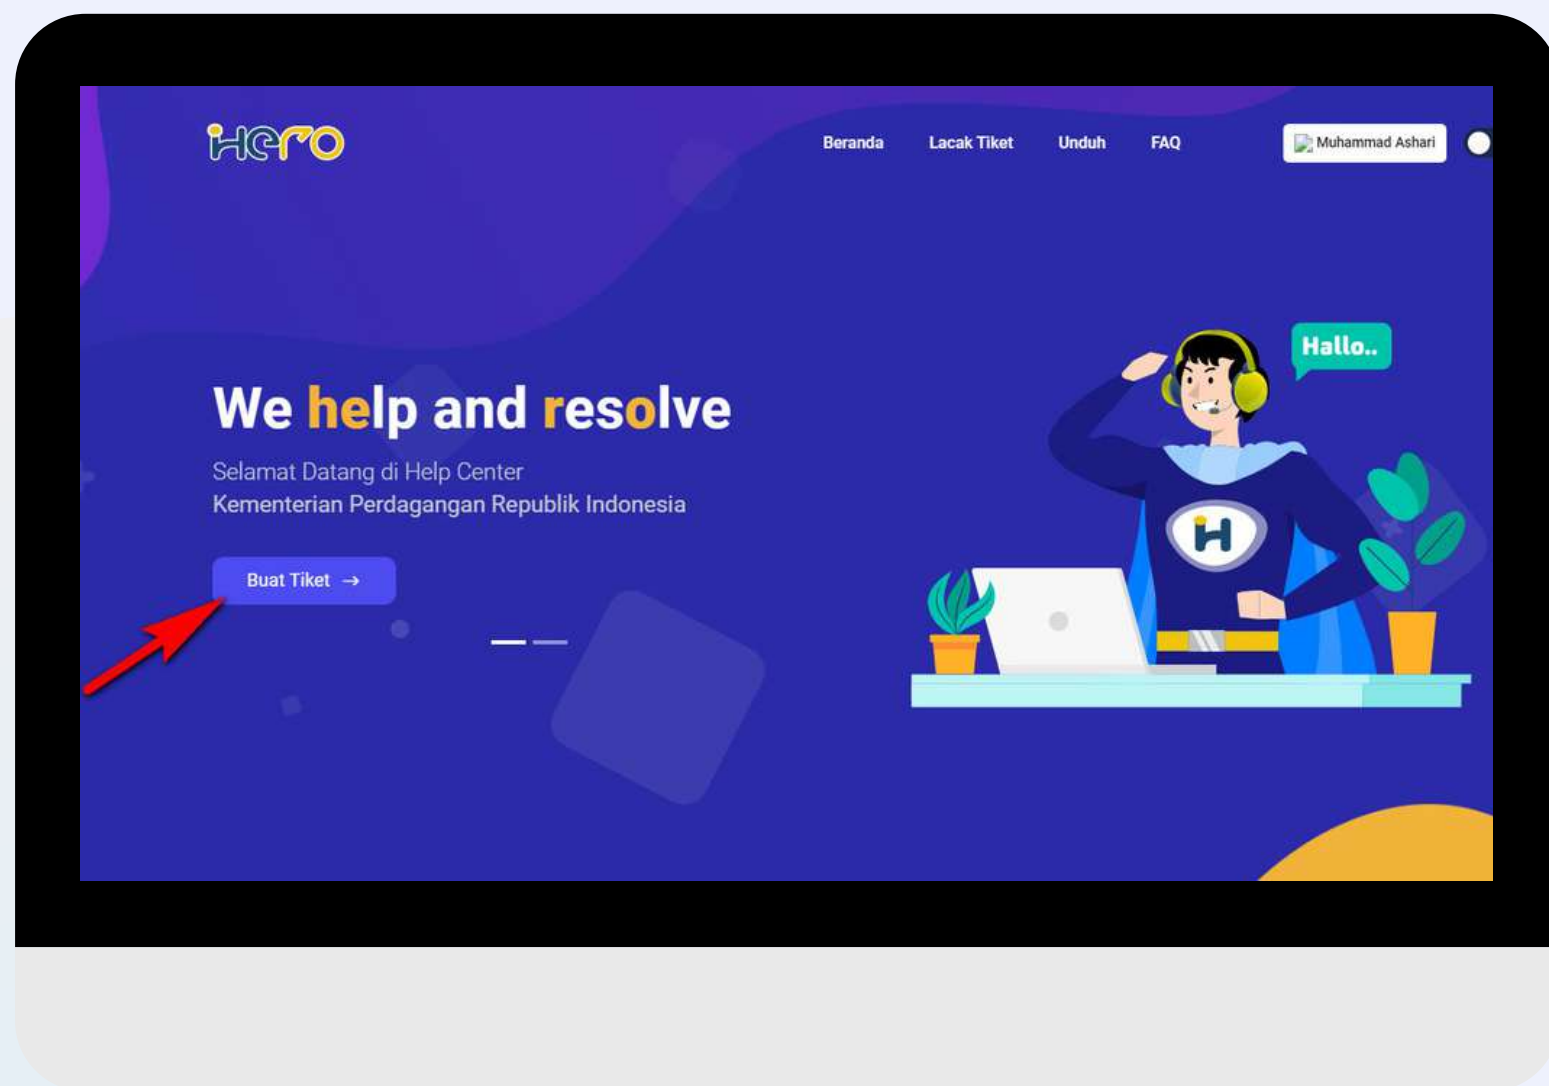 iHero
Beranda Lacak Tiket Unduh FAQ Muhammad Ashari
Hallo..
We help and resolve
Selamat Datang di Help Center
Kementerian Perdagangan Republik Indonesia
H
Buat Tiket →